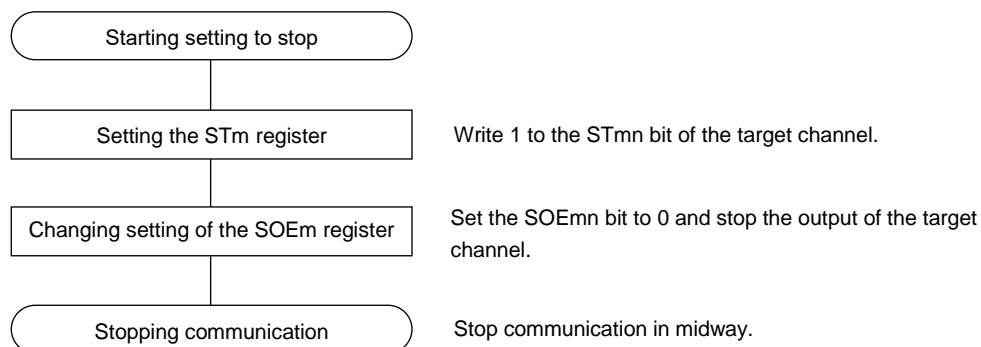 Starting setting to stop
Setting the STm register
Write 1 to the STmn bit of the target channel.
Changing setting of the SOEm register
Set the SOEmn bit to 0 and stop the output of the target
channel.
Stopping communication
Stop communication in midway.